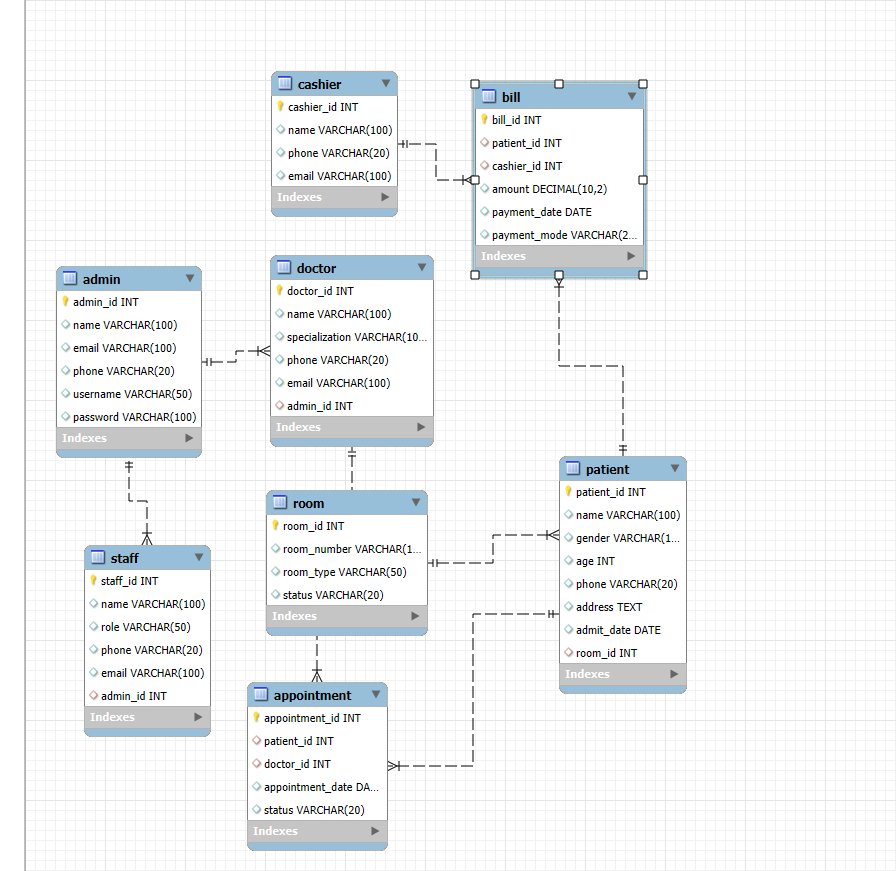 cashier
cashier_id INT
name VARCHAR(100)
phone VARCHAR(20)
email VARCHAR(100)
Indexes
bill
bill_id INT
patient_id INT
cashier_id INT
amount DECIMAL(10,2)
payment_date DATE
payment_mode VARCHAR(2...
Indexes
admin
admin_id INT
name VARCHAR(100)
email VARCHAR(100)
phone VARCHAR(20)
username VARCHAR(50)
password VARCHAR(100)
Indexes
doctor
doctor_id INT
name VARCHAR(100)
specialization VARCHAR(10...
phone VARCHAR(20)
email VARCHAR(100)
admin_id INT
Indexes
room
room_id INT
room_number VARCHAR(1...
room_type VARCHAR(50)
status VARCHAR(20)
Indexes
patient
patient_id INT
name VARCHAR(100)
gender VARCHAR(1...
age INT
phone VARCHAR(20)
address TEXT
admit_date DATE
room_id INT
Indexes
staff
staff_id INT
name VARCHAR(100)
role VARCHAR(50)
phone VARCHAR(20)
email VARCHAR(100)
admin_id INT
Indexes
appointment
appointment_id INT
patient_id INT
doctor_id INT
appointment_date DA...
status VARCHAR(20)
Indexes